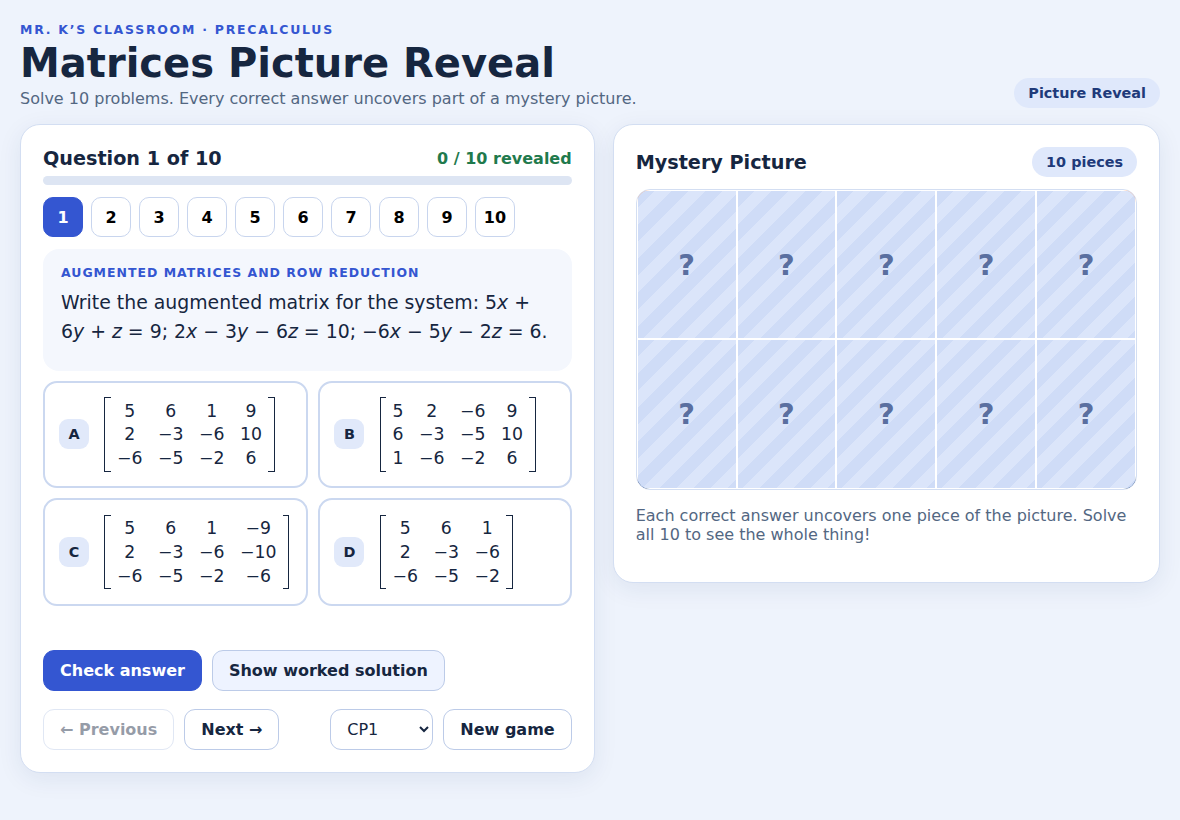 MR. K’S CLASSROOM · PRECALCULUS
Matrices Picture Reveal
Solve 10 problems. Every correct answer uncovers part of a mystery picture.
Picture Reveal
Question 1 of 10
0 / 10 revealed
1 2 3 4 5 6 7 8 9 10
AUGMENTED MATRICES AND ROW REDUCTION
Write the augmented matrix for the system: 5x +
6y + z = 9; 2x − 3y − 6z = 10; −6x − 5y − 2z = 6.
A
5 6 1 9
2 −3 −6 10
−6 −5 −2 6
B
5 2 −6 9
6 −3 −5 10
1 −6 −2 6
C
5 6 1 −9
2 −3 −6 −10
−6 −5 −2 −6
D
5 6 1
2 −3 −6
−6 −5 −2
Check answer
Show worked solution
← Previous
Next →
CP1
New game
Mystery Picture
10 pieces
? ? ? ? ?
? ? ? ? ?
Each correct answer uncovers one piece of the picture. Solve
all 10 to see the whole thing!